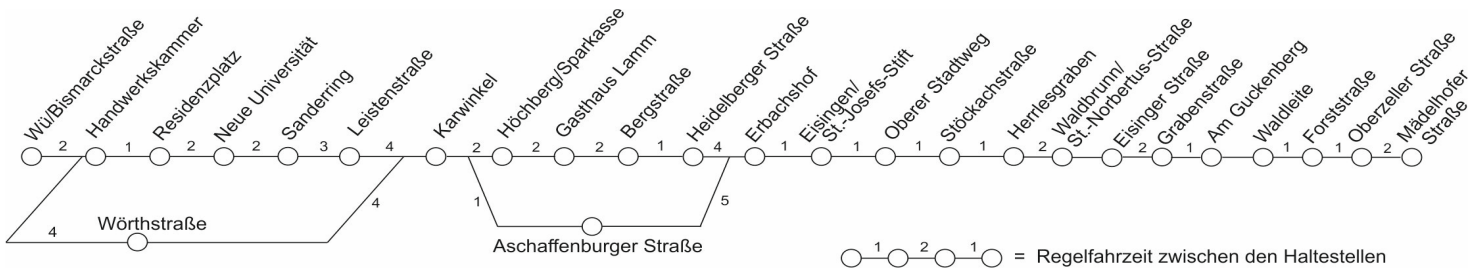 Wü/Bismarckstraße
Handwerkskammer
Residenzplatz
Neue Universität
Sanderring
Leistenstraße
Karwinkel
Höchberg/Sparkasse
Gasthaus Lamm
Bergstraße
Heidelberger Straße
Erbachshof
Eisingen/
St.-Josefs-Stift
Oberer Stadtweg
Stöckachstraße
Herrlesgraben
Waldbrunn/
St.-Norbertus-Straße
Eisinger Straße
Grabenstraße
Am Guckenberg
Waldleite
Forststraße
Oberzeller Straße
Mädelhofer
Straße
2 1 2 2 3 4 2 2 2 1 4 1 1 1 1 2 2 1 1 1 2
4 Wörthstraße 4
1 Aschaffenburger Straße 5
1 2 1 = Regelfahrzeit zwischen den Haltestellen